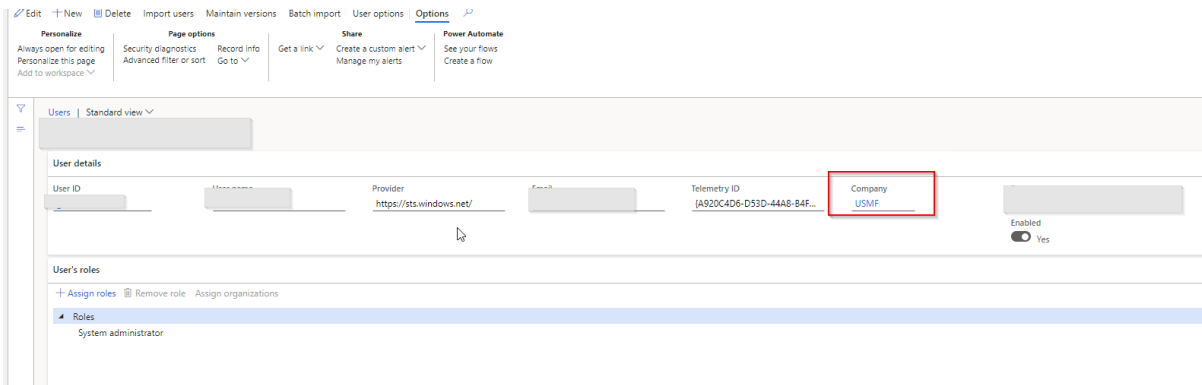 Edit New Delete Import users Maintain versions Batch import User options Options
Personalize Page options Share Power Automate
Always open for editing Security diagnostics Record info Get a link Create a custom alert See your flows
Personalize this page Advanced filter or sort Go to Manage my alerts Create a flow
Add to workspace
Users | Standard view
User details
User ID Provider Telemetry ID Company
https://sts.windows.net/ {A920C4D6-D53D-44A8-B4F... USMF
Enabled
Yes
User's roles
Assign roles Remove role Assign organizations
Roles
System administrator